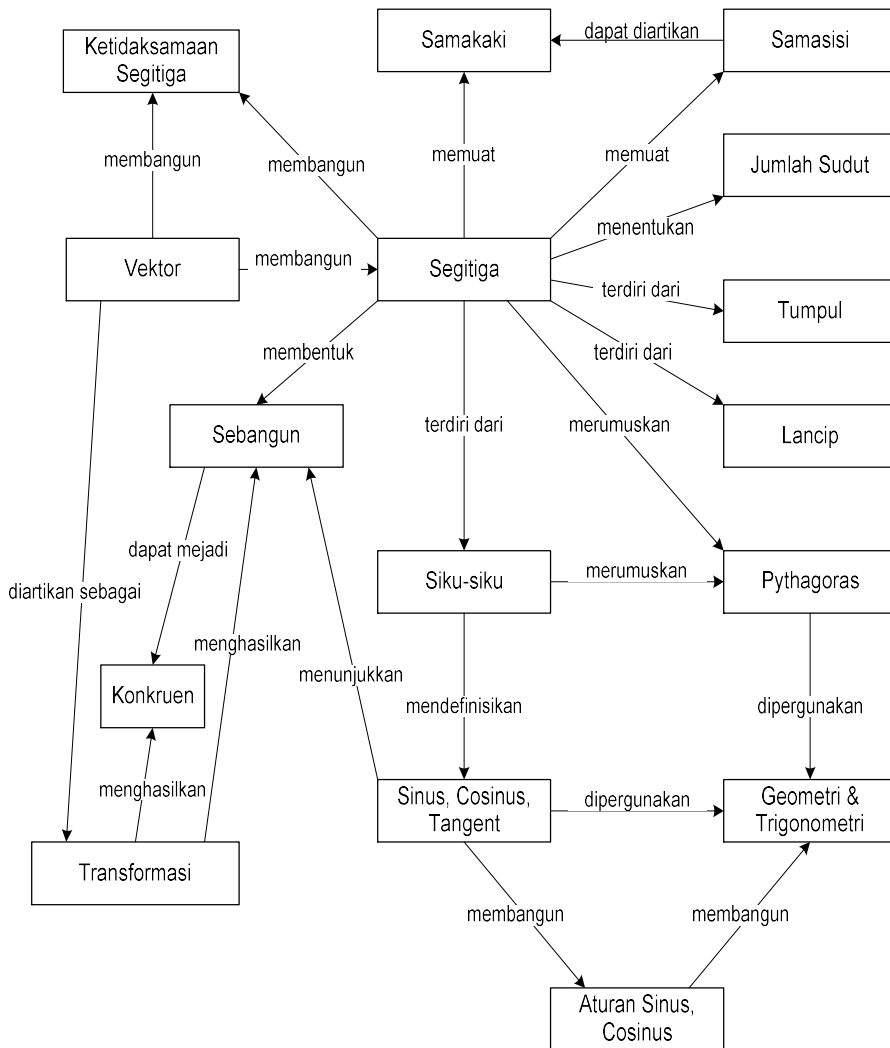 Ketidaksamaan
Segitiga
Samakaki
dapat diartikan
Samasisi
membangun
membangun
memuat
memuat
Jumlah Sudut
menentukan
Vektor
membangun
Segitiga
terdiri dari
Tumpul
membentuk
terdiri dari
Sebangun
terdiri dari
merumuskan
Lancip
dapat mejadi
diartikan sebagai
menghasilkan
Siku-siku
merumuskan
Pythagoras
menunjukkan
Konkruen
mendefinisikan
dipergunakan
menghasilkan
Sinus, Cosinus,
Tangent
dipergunakan
Geometri &
Trigonometri
Transformasi
membangun
membangun
Aturan Sinus,
Cosinus